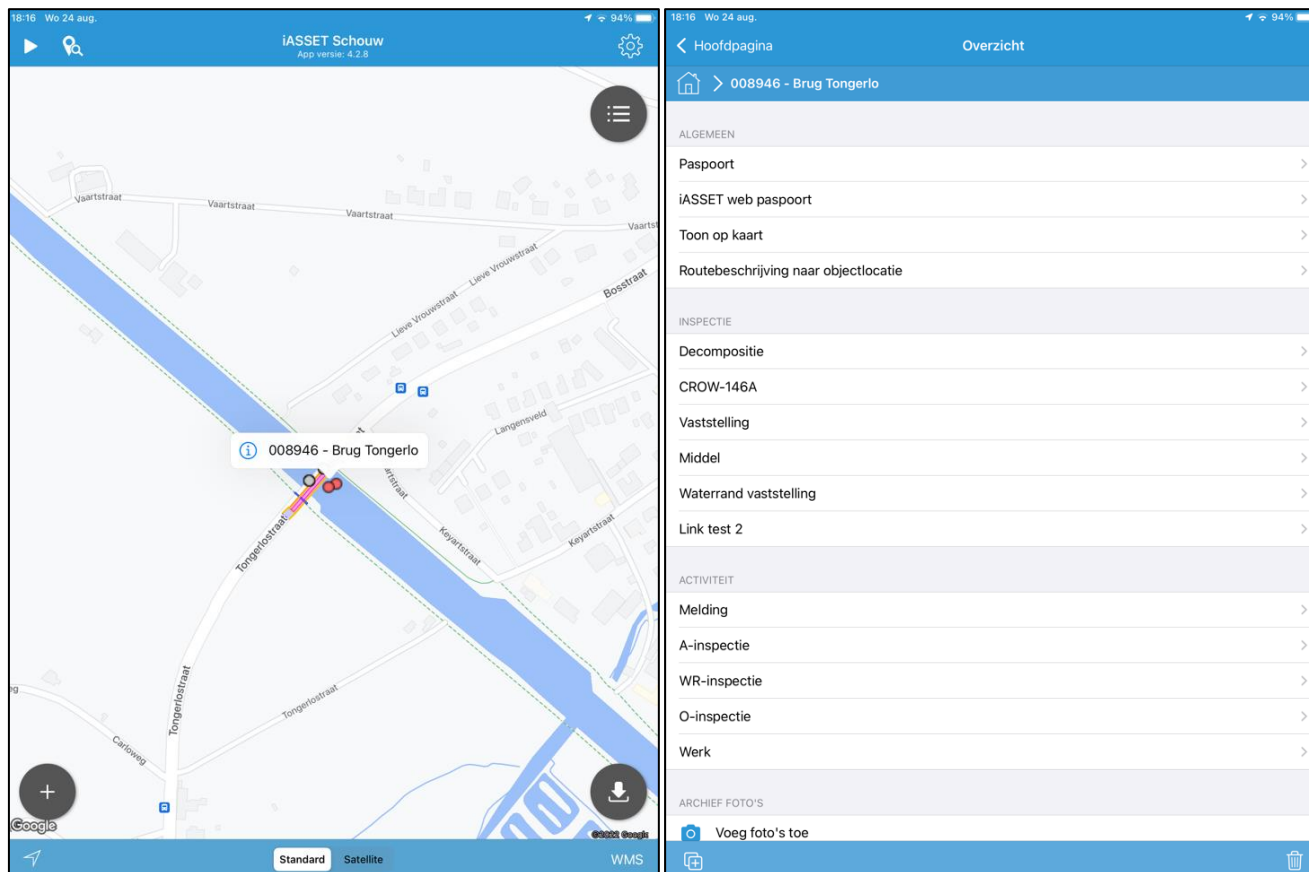 18:16 Wo 24 aug.
94%
iASSET Schouw
App versie: 4.2.8
Vaartstraat
Vaartstraat
Vaartstraat
Vaartst
Lieve Vrouwstraat
Lieve Vrouwstraat
Bosstraat
Langensveld
008946 - Brug Tongerlo
rtstraat
Keyartstraat
Keyartstraat
Tongerlostraat
Tongerlostraat
Tongerlostraat
eg
Carloweg
+
Google
©2022 Google
Standard
Satellite
WMS
18:16 Wo 24 aug.
94%
Hoofdpagina
Overzicht
008946 - Brug Tongerlo
ALGEMEEN
Paspoort
iASSET web paspoort
Toon op kaart
Routebeschrijving naar objectlocatie
INSPECTIE
Decompositie
CROW-146A
Vaststelling
Middel
Waterrand vaststelling
Link test 2
ACTIVITEIT
Melding
A-inspectie
WR-inspectie
O-inspectie
Werk
ARCHIEF FOTO'S
Voeg foto's toe